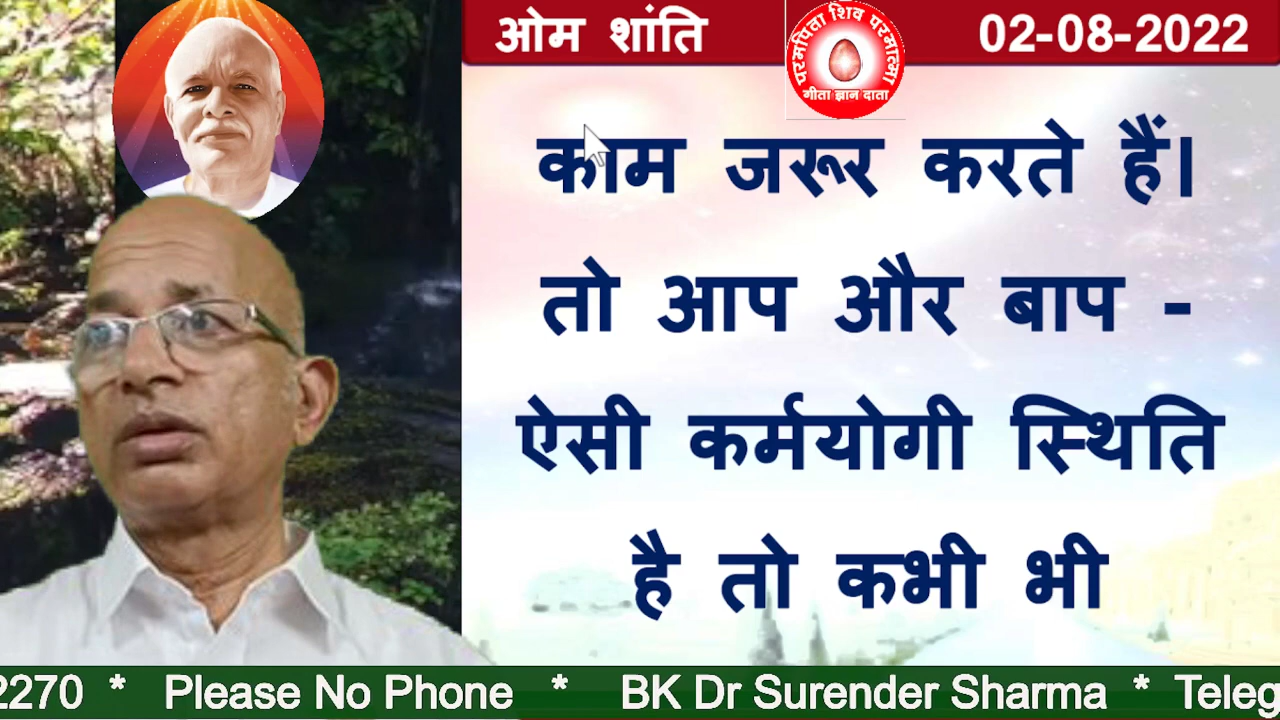 ओम शांति
परमपिता शिव परमात्मा
गीता ज्ञान दाता
02-08-2022
काम जरूर करते हैं।
तो आप और बाप -
ऐसी कर्मयोगी स्थिति
है तो कभी भी
2270 * Please No Phone * BK Dr Surender Sharma * Teleg